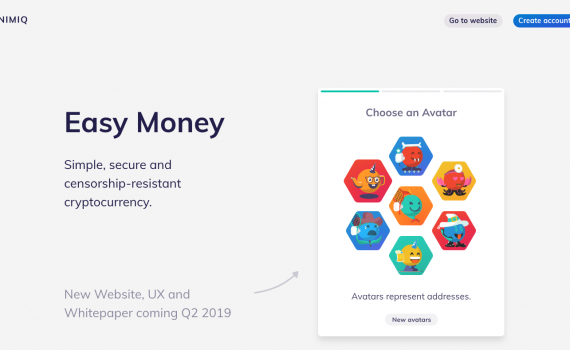 NIMIQ
Go to website
Create account
Easy Money
Choose an Avatar
Simple, secure and
censorship-resistant
cryptocurrency.
New Website, UX and
Whitepaper coming Q2 2019
Avatars represent addresses.
New avatars